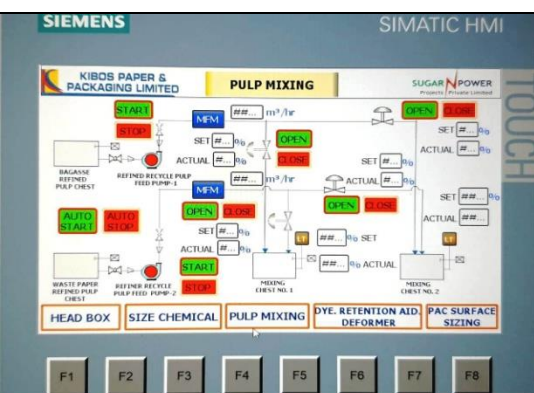 SIEMENS
SIMATIC HMI
TOUCH
KIBOS PAPER &
PACKAGING LIMITED
PULP MIXING
SUGAR N POWER
Projects Private Limited
START
STOP
MFM
##... m³/hr
OPEN CLOSE
SET #... %
ACTUAL #... %
OPEN
CLOSE
SET #... %
ACTUAL #... %
BAGASSE
REFINED
PULP CHEST
REFINED RECYCLE PULP
FEED PUMP-1
SET #... %
ACTUAL #... %
MFM
##... m³/hr
AUTO
START
AUTO
STOP
OPEN CLOSE
SET #... %
ACTUAL #... %
OPEN CLOSE
SET ##... %
ACTUAL ##... %
START
STOP
LT
##... % SET
##... % ACTUAL
LT
WASTE PAPER
REFINED PULP
CHEST
REFINER RECYCLE
PULP FEED PUMP-2
MIXING
CHEST NO. 1
MIXING
CHEST NO. 2
HEAD BOX
SIZE CHEMICAL
PULP MIXING
DYE. RETENTION AID.
DEFORMER
PAC SURFACE
SIZING
F1
F2
F3
F4
F5
F6
F7
F8